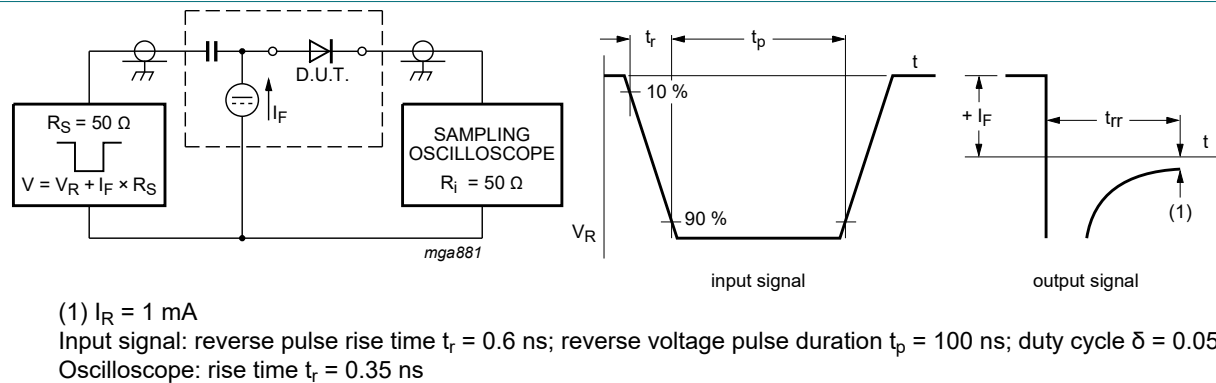 D.U.T.
I_F
R_S = 50 Ω
V = V_R + I_F × R_S
SAMPLING
OSCILLOSCOPE
R_i = 50 Ω
mga881
t_r
t_p
t
10 %
90 %
V_R
input signal
+ I_F
t_rr
t
(1)
output signal
(1) I_R = 1 mA
Input signal: reverse pulse rise time t_r = 0.6 ns; reverse voltage pulse duration t_p = 100 ns; duty cycle δ = 0.05
Oscilloscope: rise time t_r = 0.35 ns